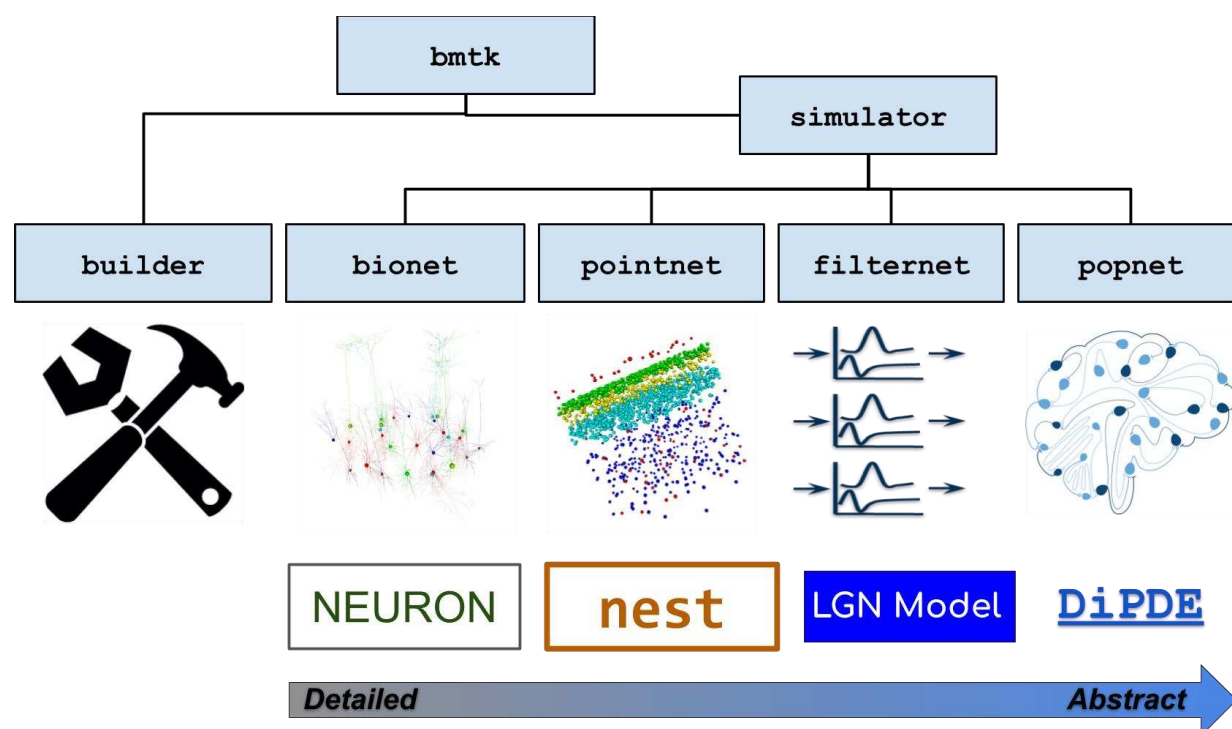 bmtk
simulator
builder
bionet
pointnet
filternet
popnet
NEURON
nest
LGN Model
DiPDE
Detailed
Abstract